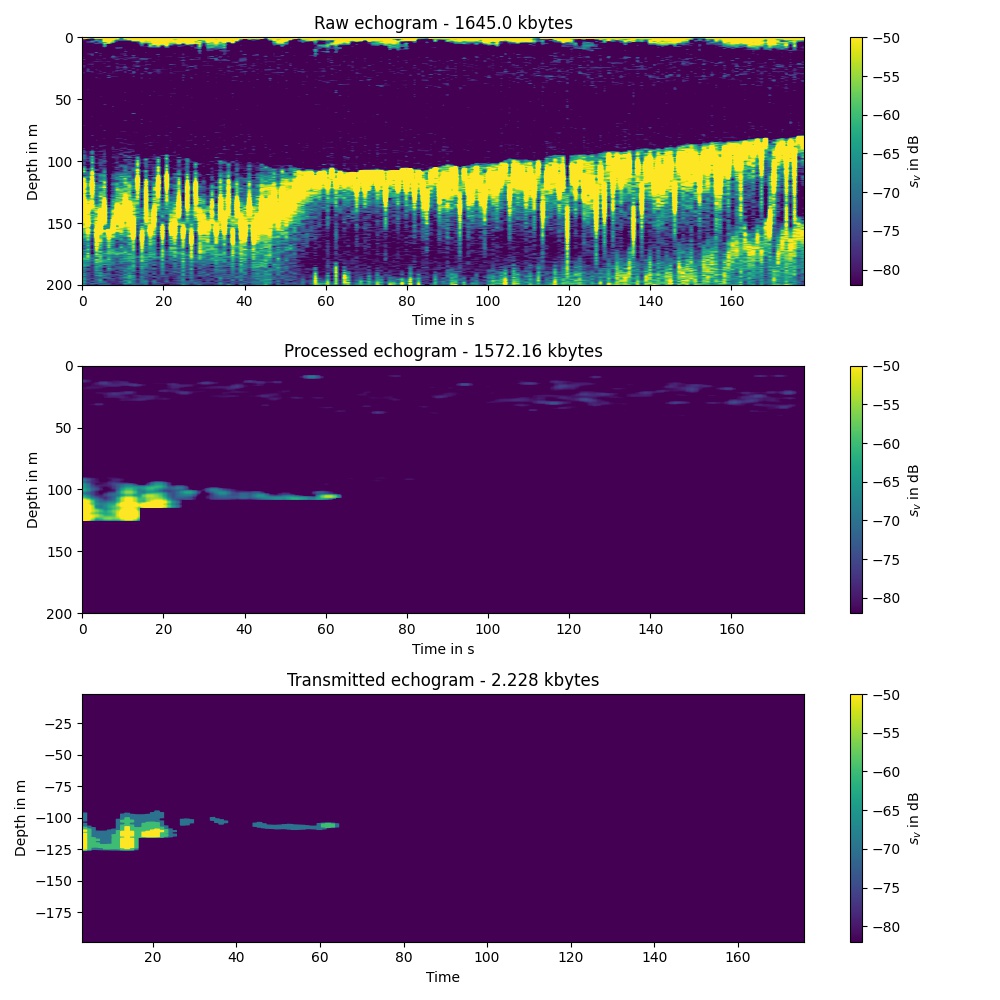 Raw echogram - 1645.0 kbytes
0
50
100
150
200
Depth in m
0 20 40 60 80 100 120 140 160
Time in s
−50
−55
−60
−65
−70
−75
−80
sv in dB
Processed echogram - 1572.16 kbytes
0
50
100
150
200
Depth in m
0 20 40 60 80 100 120 140 160
Time in s
−50
−55
−60
−65
−70
−75
−80
sv in dB
Transmitted echogram - 2.228 kbytes
−25
−50
−75
−100
−125
−150
−175
Depth in m
20 40 60 80 100 120 140 160
Time
−50
−55
−60
−65
−70
−75
−80
sv in dB